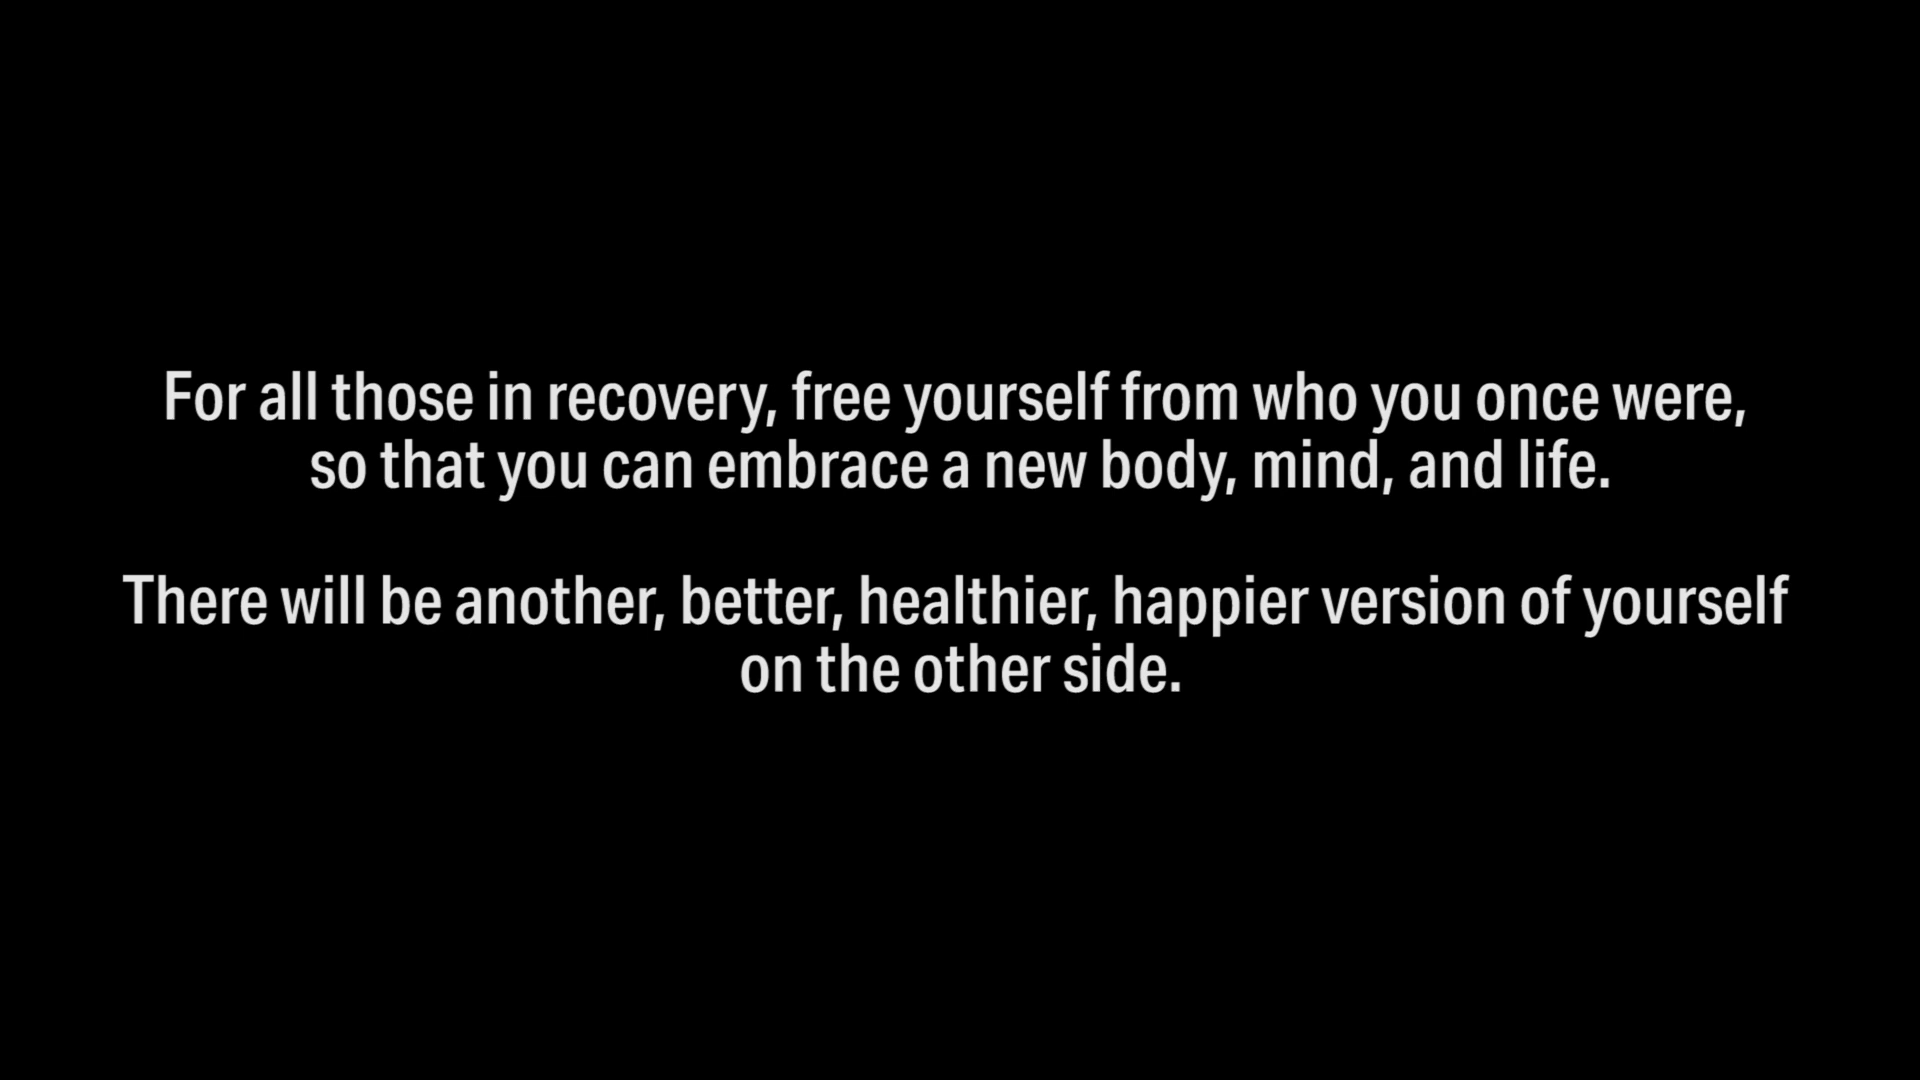 For all those in recovery, free yourself from who you once were,
so that you can embrace a new body, mind, and life.
There will be another, better, healthier, happier version of yourself
on the other side.